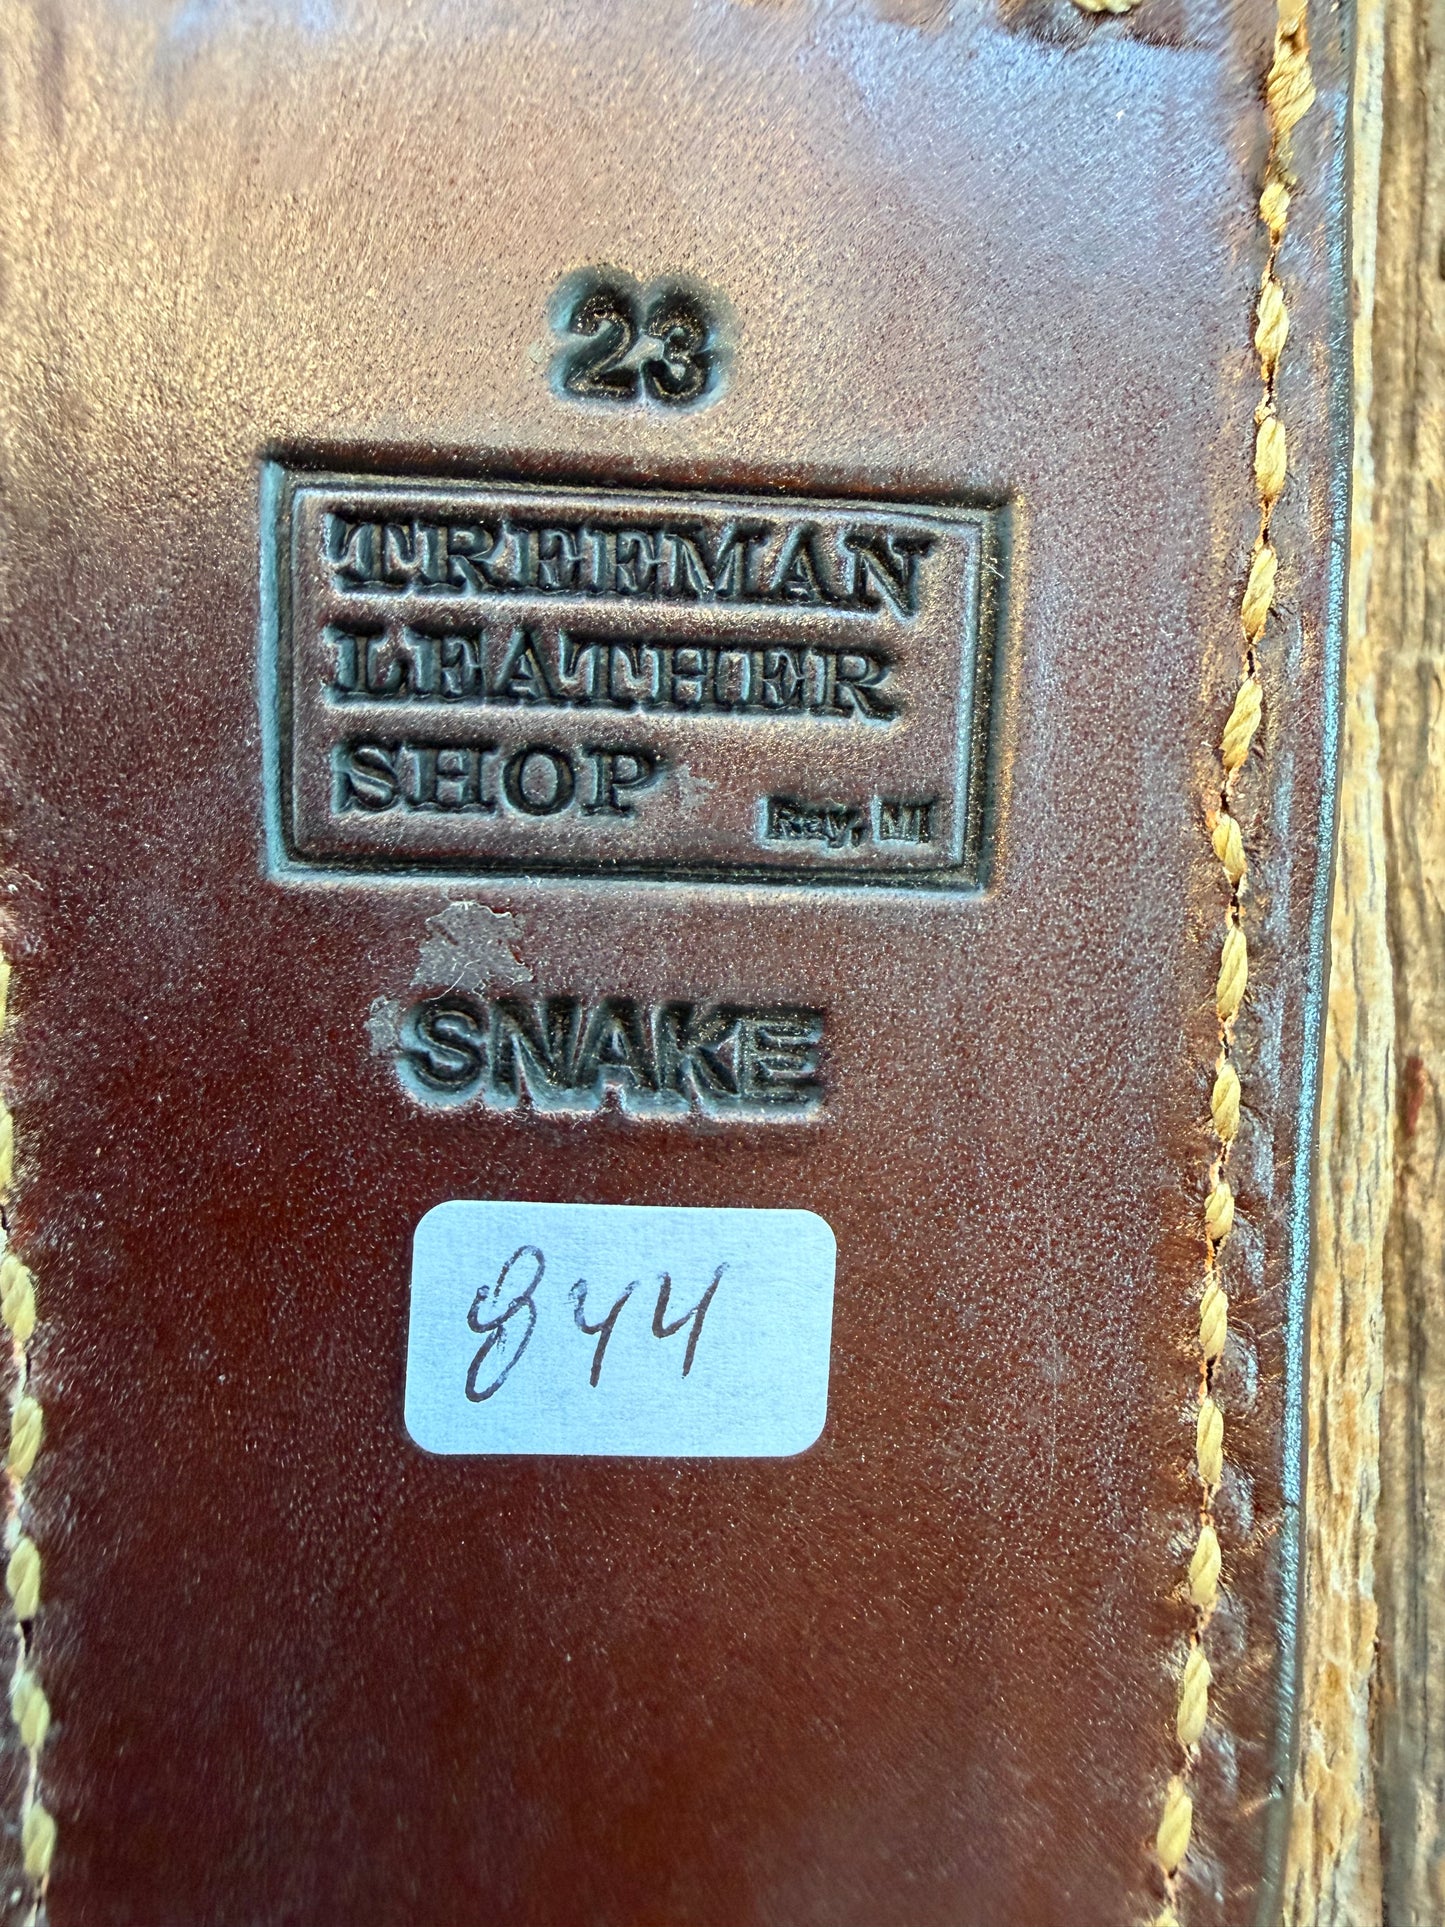 23
TREEMAN
LEATHER
SHOP Ray, MI
SNAKE
844